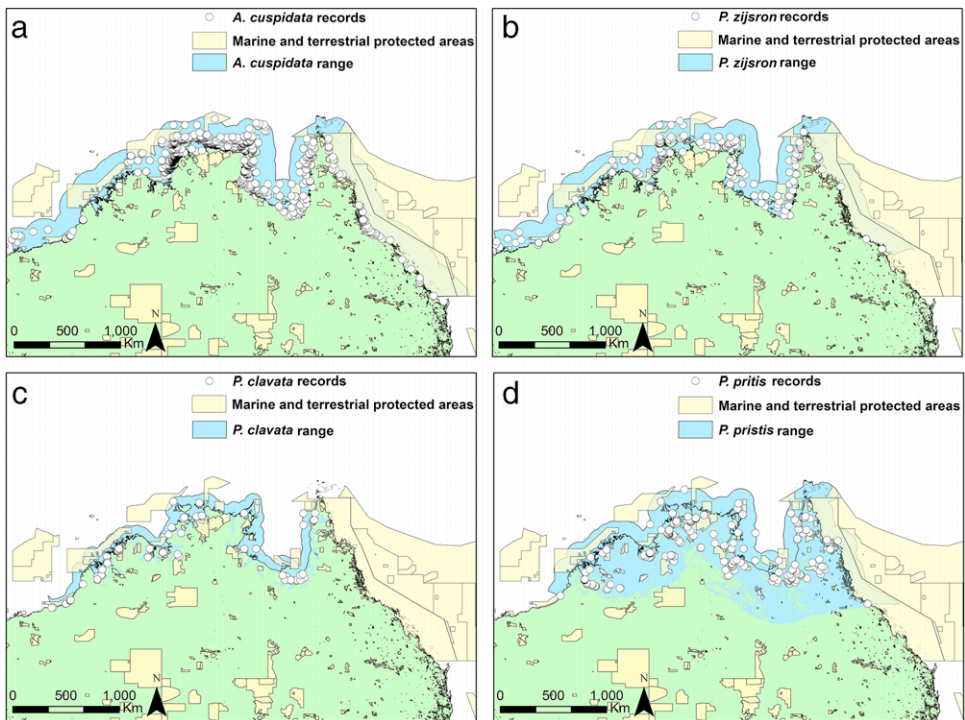 a
A. cuspidata records
Marine and terrestrial protected areas
A. cuspidata range
N
0 500 1,000
Km
b
P. zijsron records
Marine and terrestrial protected areas
P. zijsron range
N
0 500 1,000
Km
c
P. clavata records
Marine and terrestrial protected areas
P. clavata range
N
0 500 1,000
Km
d
P. pritis records
Marine and terrestrial protected areas
P. pristis range
N
0 500 1,000
Km